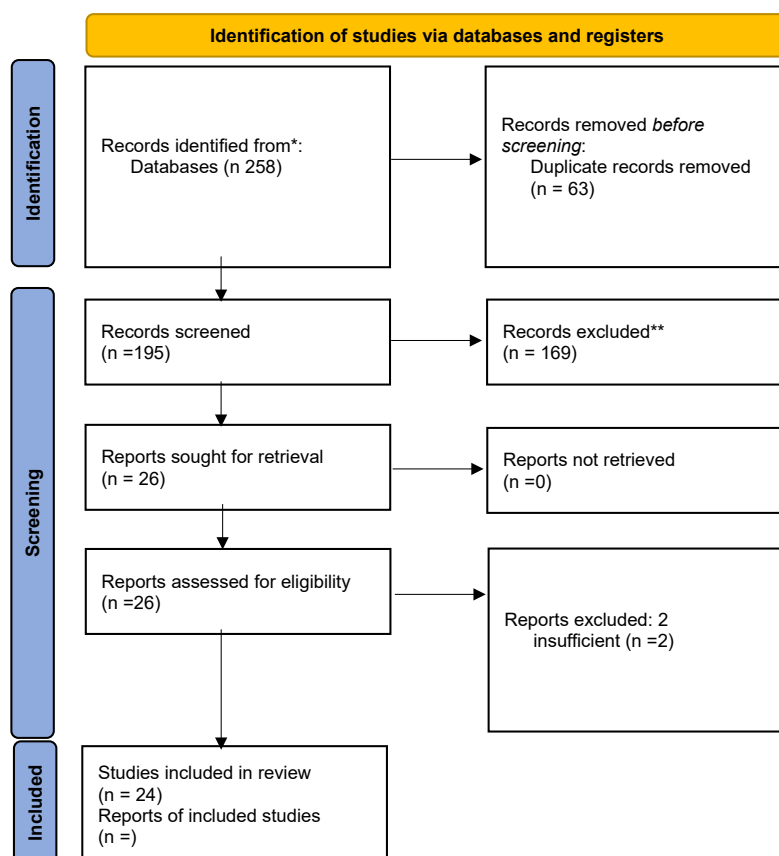 Identification of studies via databases and registers
Identification
Records identified from*:
Databases (n 258)
Records removed before
screening:
Duplicate records removed
(n = 63)
Screening
Records screened
(n =195)
Records excluded**
(n = 169)
Reports sought for retrieval
(n = 26)
Reports not retrieved
(n =0)
Reports assessed for eligibility
(n =26)
Reports excluded: 2
insufficient (n =2)
Included
Studies included in review
(n = 24)
Reports of included studies
(n =)